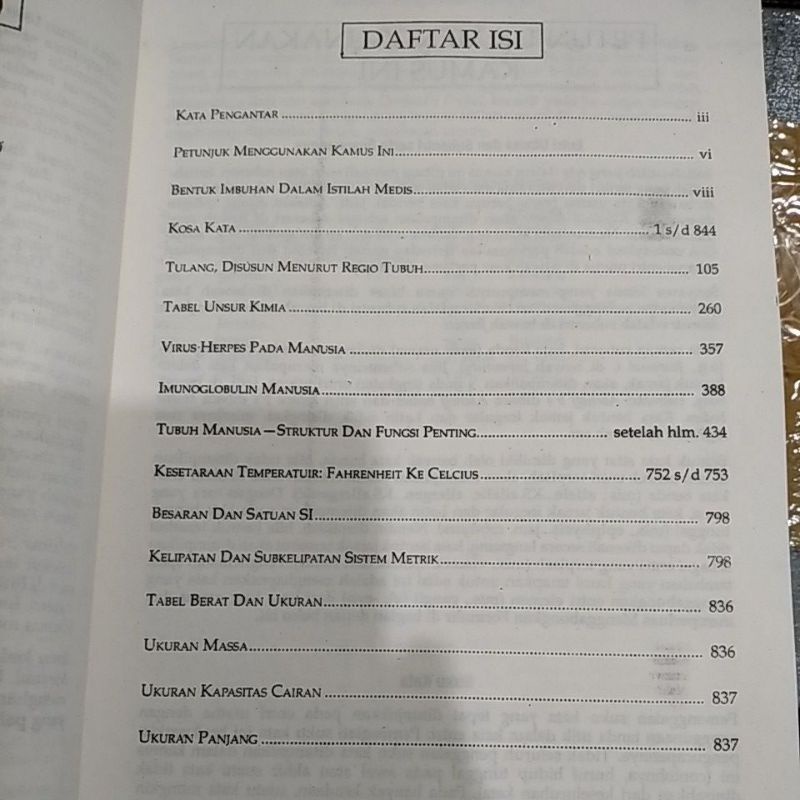 DAFTAR ISI
KATA PENGANTAR ........ iii
PETUNJUK MENGGUNAKAN KAMUS INI ........ vi
BENTUK IMBUHAN DALAM ISTILAH MEDIS ........ viii
KOSA KATA ........ 1 s/d 844
TULANG, DISUSUN MENURUT REGIO TUBUH ........ 105
TABEL UNSUR KIMIA ........ 260
VIRUS HERPES PADA MANUSIA ........ 357
IMUNOGLOBULIN MANUSIA ........ 388
TUBUH MANUSIA—STRUKTUR DAN FUNGSI PENTING ........ setelah hlm. 434
KESETARAAN TEMPERATUIR: FAHRENHEIT KE CELCIUS ........ 752 s/d 753
BESARAN DAN SATUAN SI ........ 798
KELIPATAN DAN SUBKELIPATAN SISTEM METRIK ........ 798
TABEL BERAT DAN UKURAN ........ 836
UKURAN MASSA ........ 836
UKURAN KAPASITAS CAIRAN ........ 837
UKURAN PANJANG ........ 837